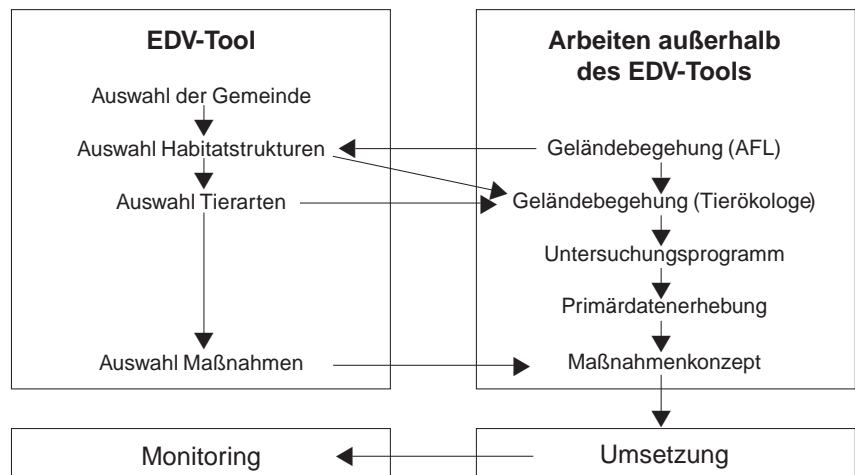 EDV-Tool
Auswahl der Gemeinde
Auswahl Habitatstrukturen
Auswahl Tierarten
Auswahl Maßnahmen
Arbeiten außerhalb
des EDV-Tools
Geländebegehung (AFL)
Geländebegehung (Tierökologe)
Untersuchungsprogramm
Primärdatenerhebung
Maßnahmenkonzept
Monitoring
Umsetzung